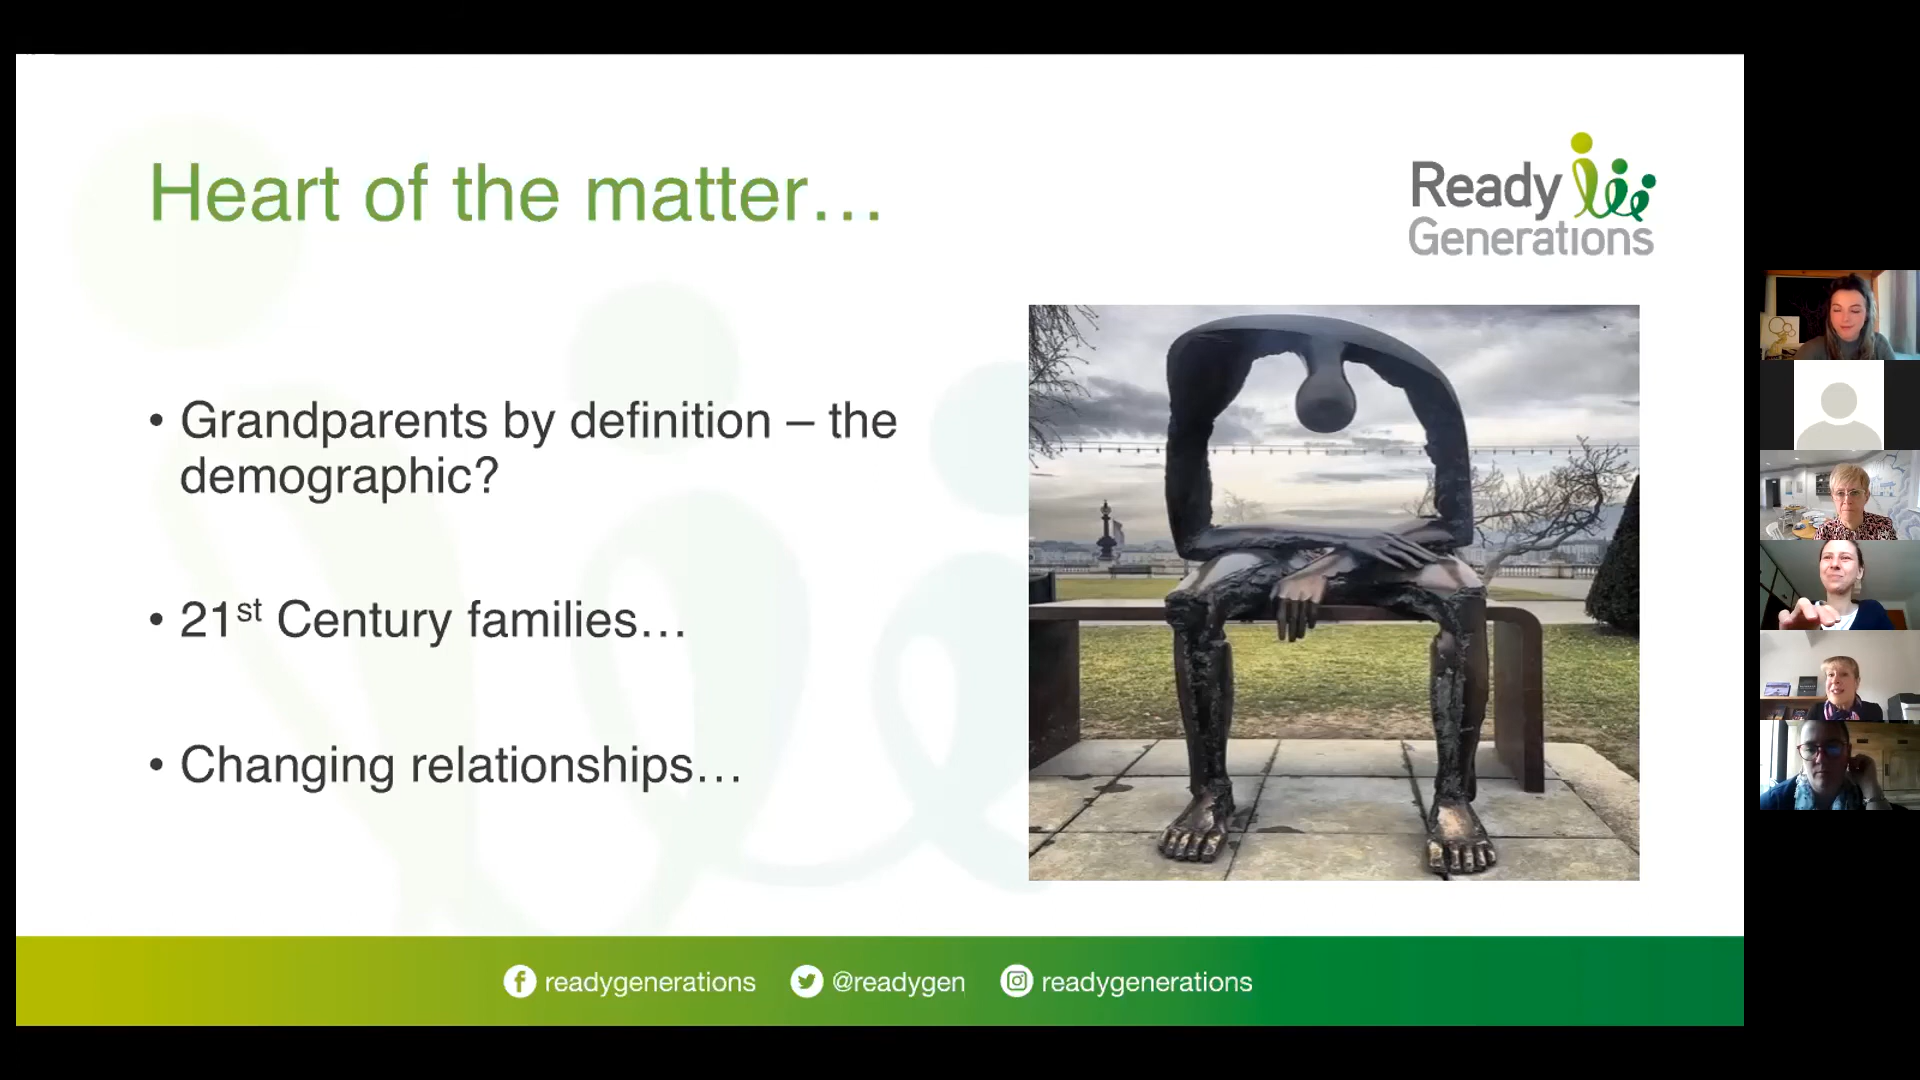 Heart of the matter…
Ready
Generations
• Grandparents by definition – the
demographic?
• 21st Century families…
• Changing relationships…
readygenerations
@readygen
readygenerations